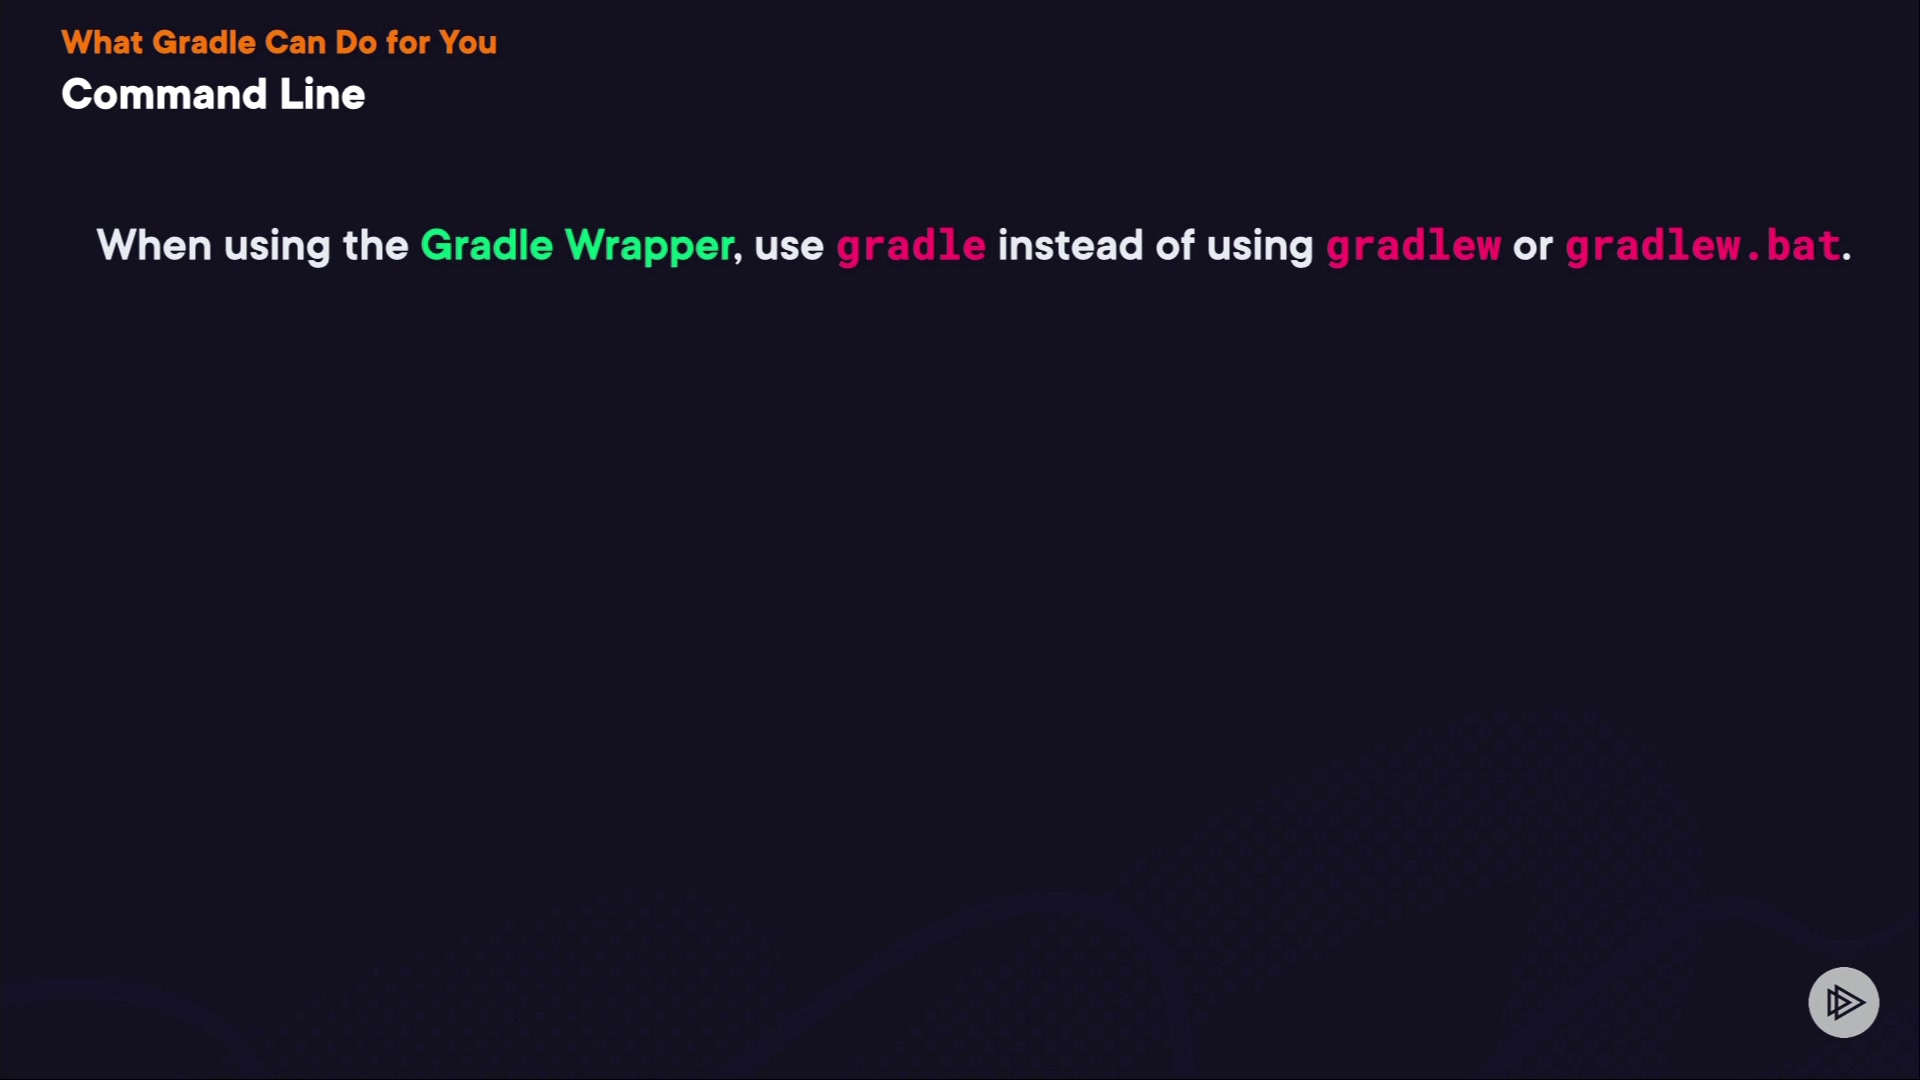 What Gradle Can Do for You
Command Line
When using the Gradle Wrapper, use gradle instead of using gradlew or gradlew.bat.